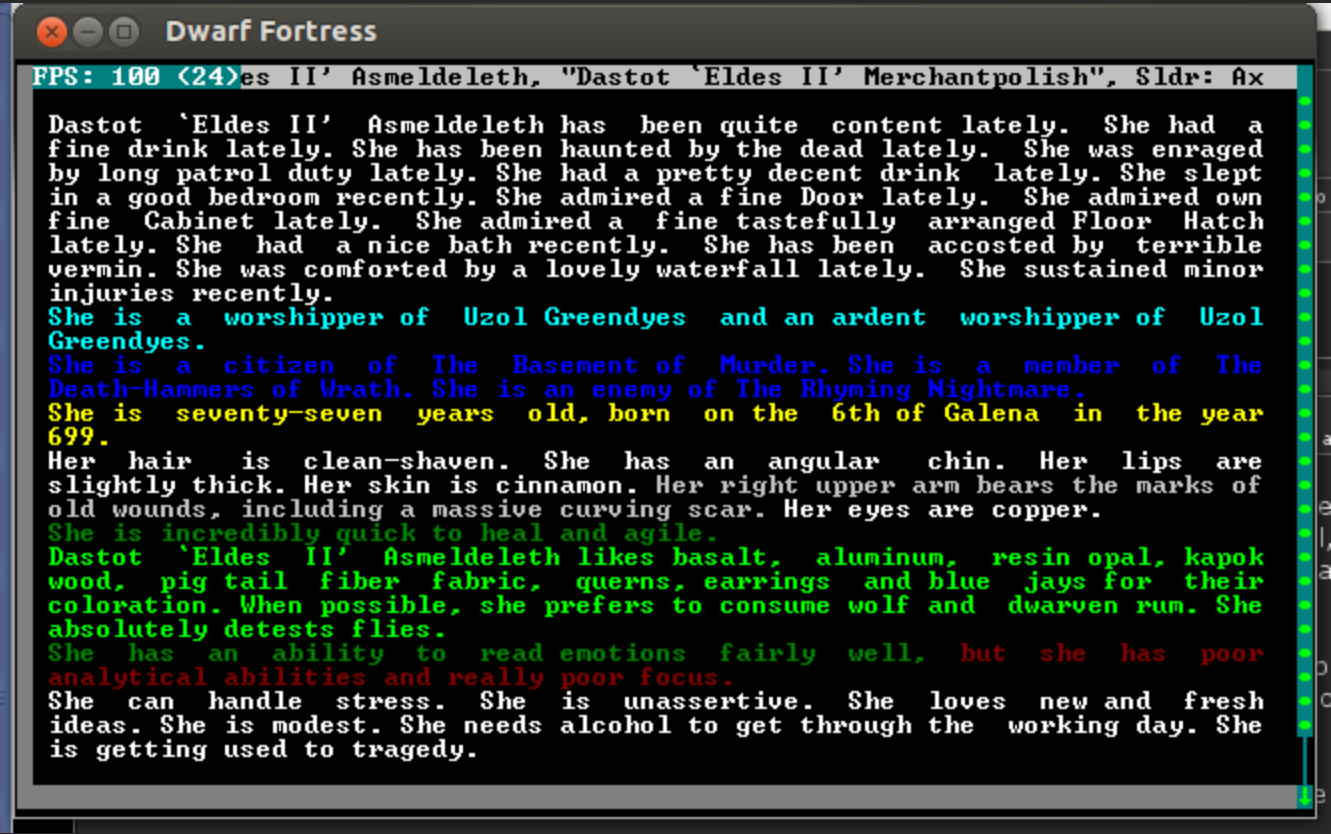 Dwarf Fortress
FPS: 100 (24)es II' Asmeldeleth, "Dastot `Eldes II' Merchantpolish", Sldr: Ax
Dastot `Eldes II' Asmeldeleth has been quite content lately. She had a
fine drink lately. She has been haunted by the dead lately. She was enraged
by long patrol duty lately. She had a pretty decent drink lately. She slept
in a good bedroom recently. She admired a fine Door lately. She admired own
fine Cabinet lately. She admired a fine tastefully arranged Floor Hatch
lately. She had a nice bath recently. She has been accosted by terrible
vermin. She was comforted by a lovely waterfall lately. She sustained minor
injuries recently.
She is a worshipper of Uzol Greendyes and an ardent worshipper of Uzol
Greendyes.
She is a citizen of The Basement of Murder. She is a member of The
Death-Hammers of Wrath. She is an enemy of The Rhyming Nightmare.
She is seventy-seven years old, born on the 6th of Galena in the year
699.
Her hair is clean-shaven. She has an angular chin. Her lips are
slightly thick. Her skin is cinnamon. Her right upper arm bears the marks of
old wounds, including a massive curving scar. Her eyes are copper.
She is incredibly quick to heal and agile.
Dastot `Eldes II' Asmeldeleth likes basalt, aluminum, resin opal, kapok
wood, pig tail fiber fabric, querns, earrings and blue jays for their
coloration. When possible, she prefers to consume wolf and dwarven rum. She
absolutely detests flies.
She has an ability to read emotions fairly well, but she has poor
analytical abilities and really poor focus.
She can handle stress. She is unassertive. She loves new and fresh
ideas. She is modest. She needs alcohol to get through the working day. She
is getting used to tragedy.